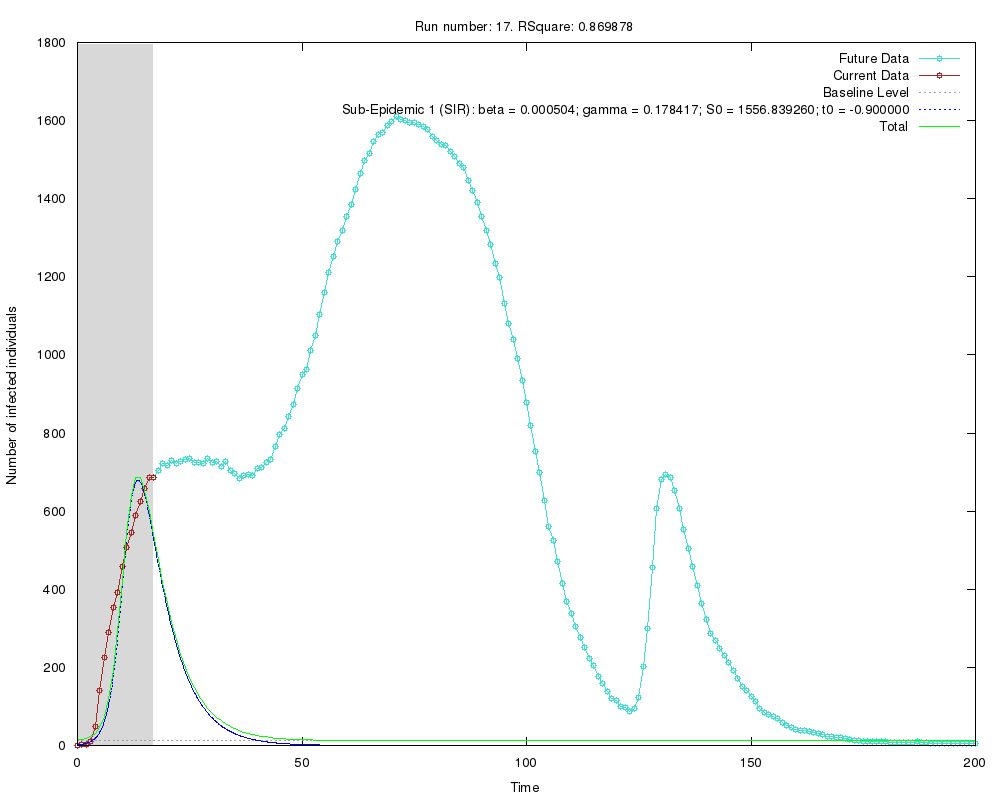 Run number: 17. RSquare: 0.869878
1800
1600
1400
1200
1000
800
600
400
200
0
Number of infected individuals
Future Data
Current Data
Baseline Level
Sub-Epidemic 1 (SIR): beta = 0.000504; gamma = 0.178417; S0 = 1556.839260; t0 = -0.900000
Total
0 50 100 150 200
Time